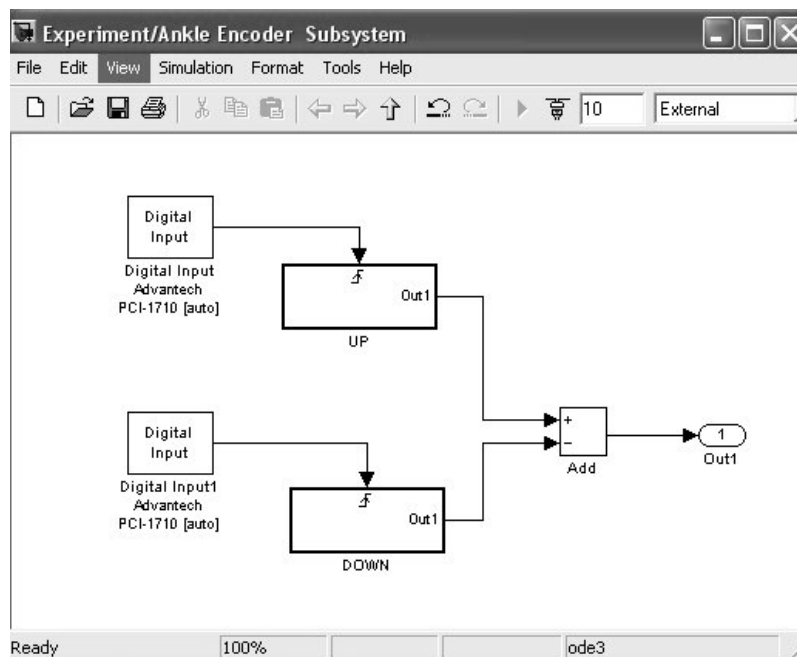 Experiment/Ankle Encoder Subsystem
File Edit View Simulation Format Tools Help
10 External
Digital
Input
Digital Input
Advantech
PCI-1710 [auto]
Out1
UP
Digital
Input
Digital Input1
Advantech
PCI-1710 [auto]
Out1
DOWN
+
−
Add
1
Out1
Ready 100% ode3